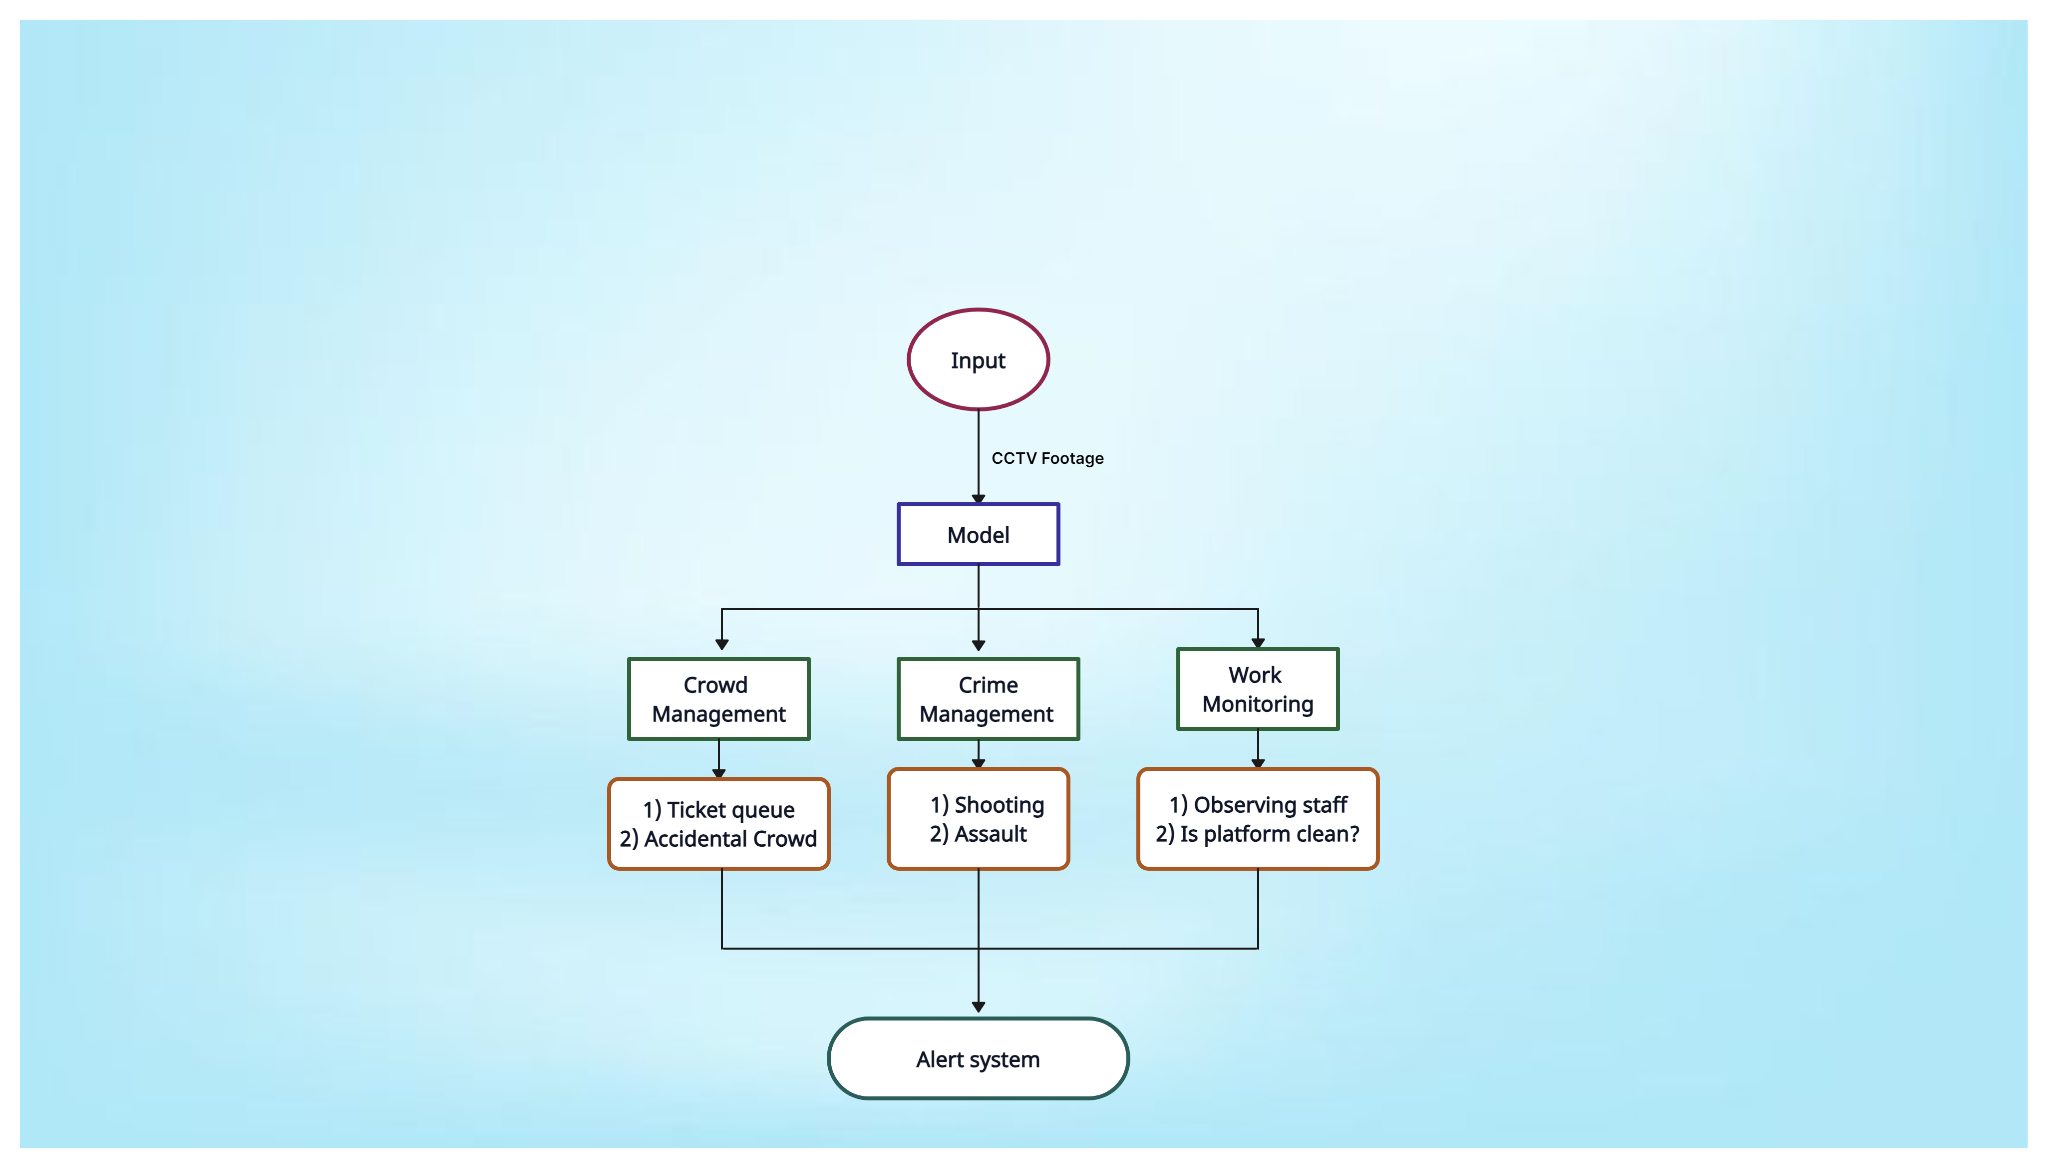 Input
CCTV Footage
Model
Crowd
Management
Crime
Management
Work
Monitoring
1) Ticket queue
2) Accidental Crowd
1) Shooting
2) Assault
1) Observing staff
2) Is platform clean?
Alert system